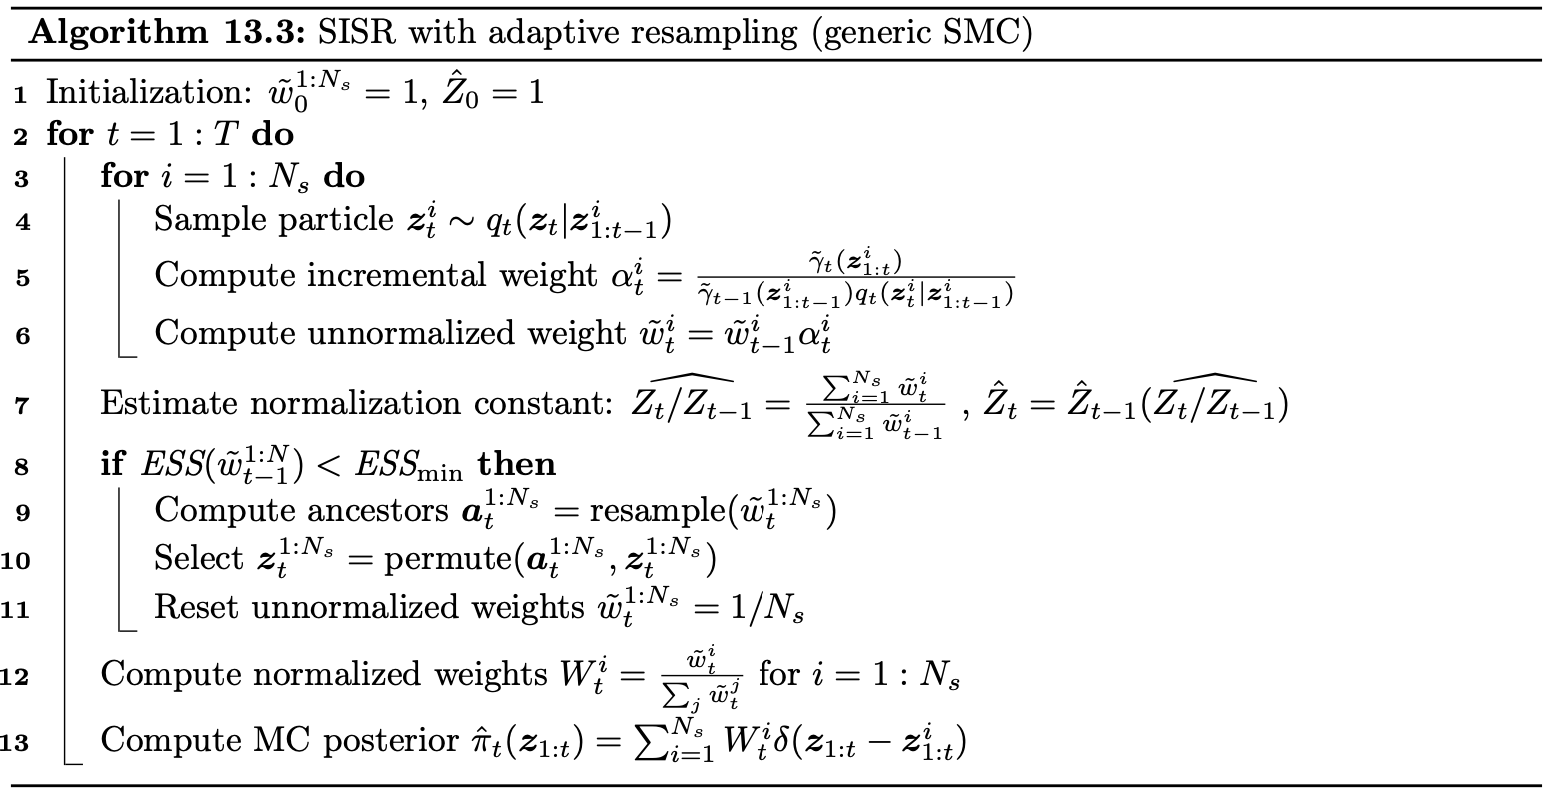 Algorithm 13.3: SISR with adaptive resampling (generic SMC)
1 Initialization: $\tilde{w}_0^{1:N_s} = 1$, $\hat{Z}_0 = 1$
2 for $t = 1 : T$ do
3 for $i = 1 : N_s$ do
4 Sample particle $\boldsymbol{z}_t^i \sim q_t(\boldsymbol{z}_t|\boldsymbol{z}_{1:t-1}^i)$
5 Compute incremental weight $\alpha_t^i = \frac{\tilde{\gamma}_t(\boldsymbol{z}_{1:t}^i)}{\tilde{\gamma}_{t-1}(\boldsymbol{z}_{1:t-1}^i)q_t(\boldsymbol{z}_t^i|\boldsymbol{z}_{1:t-1}^i)}$
6 Compute unnormalized weight $\tilde{w}_t^i = \tilde{w}_{t-1}^i \alpha_t^i$
7 Estimate normalization constant: $\widehat{Z_t/Z_{t-1}} = \frac{\sum_{i=1}^{N_s} \tilde{w}_t^i}{\sum_{i=1}^{N_s} \tilde{w}_{t-1}^i}$ , $\hat{Z}_t = \hat{Z}_{t-1}(\widehat{Z_t/Z_{t-1}})$
8 if $ESS(\tilde{w}_{t-1}^{1:N}) < ESS_{\min}$ then
9 Compute ancestors $\boldsymbol{a}_t^{1:N_s} = \text{resample}(\tilde{w}_t^{1:N_s})$
10 Select $\boldsymbol{z}_t^{1:N_s} = \text{permute}(\boldsymbol{a}_t^{1:N_s}, \boldsymbol{z}_t^{1:N_s})$
11 Reset unnormalized weights $\tilde{w}_t^{1:N_s} = 1/N_s$
12 Compute normalized weights $W_t^i = \frac{\tilde{w}_t^i}{\sum_j \tilde{w}_t^j}$ for $i = 1 : N_s$
13 Compute MC posterior $\hat{\pi}_t(\boldsymbol{z}_{1:t}) = \sum_{i=1}^{N_s} W_t^i \delta(\boldsymbol{z}_{1:t} - \boldsymbol{z}_{1:t}^i)$